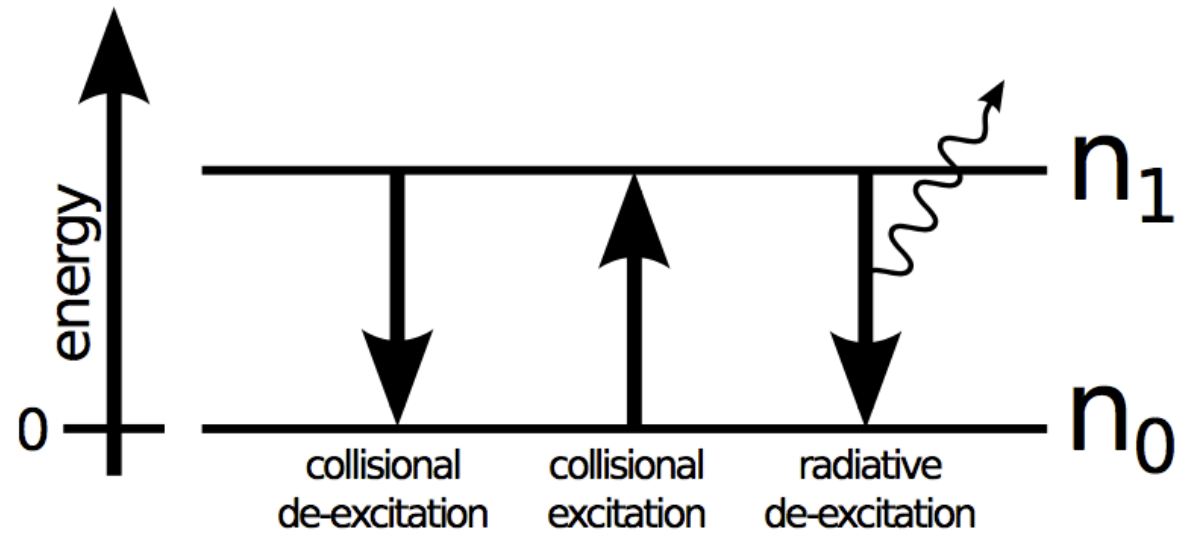 energy
0
n1
n0
collisional
de-excitation
collisional
excitation
radiative
de-excitation